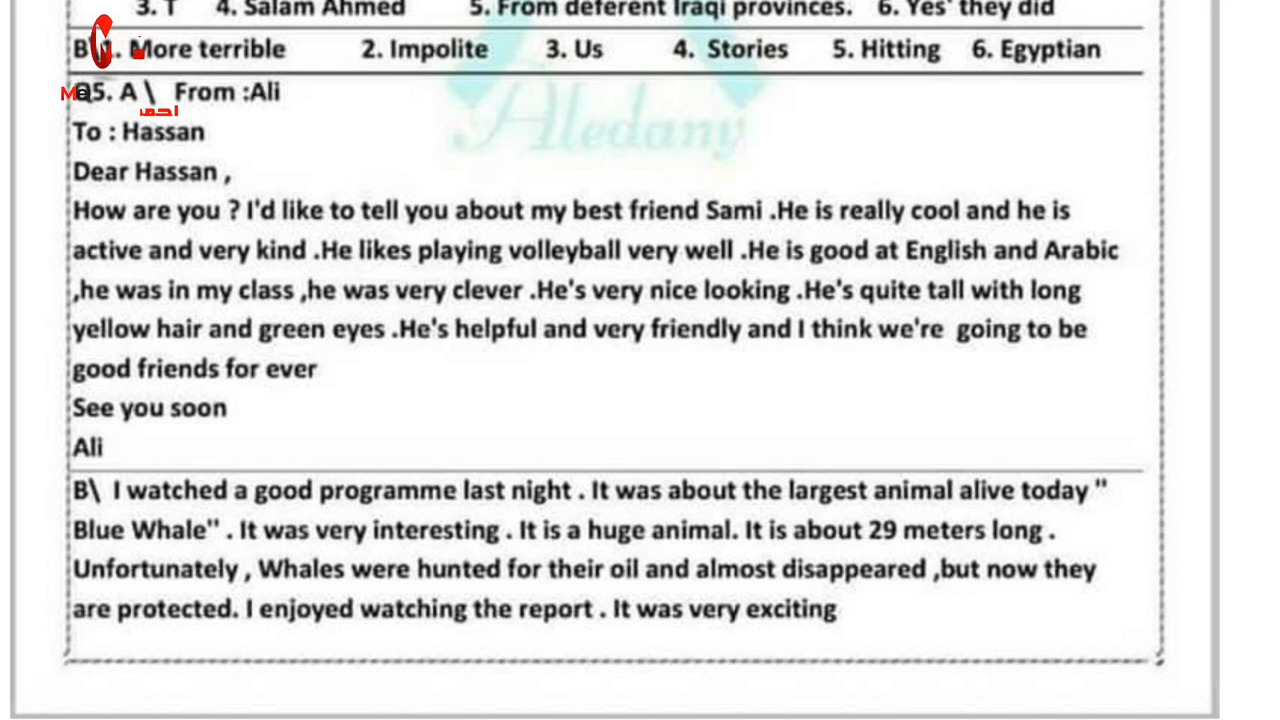 3. T 4. Salam Ahmed 5. From deferent Iraqi provinces. 6. Yes' they did
B\1. More terrible 2. Impolite 3. Us 4. Stories 5. Hitting 6. Egyptian
Q5. A \ From :Ali
احمد
Aledany
To : Hassan
Dear Hassan ,
How are you ? I'd like to tell you about my best friend Sami .He is really cool and he is
active and very kind .He likes playing volleyball very well .He is good at English and Arabic
,he was in my class ,he was very clever .He's very nice looking .He's quite tall with long
yellow hair and green eyes .He's helpful and very friendly and I think we're going to be
good friends for ever
See you soon
Ali
B\ I watched a good programme last night . It was about the largest animal alive today "
Blue Whale" . It was very interesting . It is a huge animal. It is about 29 meters long .
Unfortunately , Whales were hunted for their oil and almost disappeared ,but now they
are protected. I enjoyed watching the report . It was very exciting